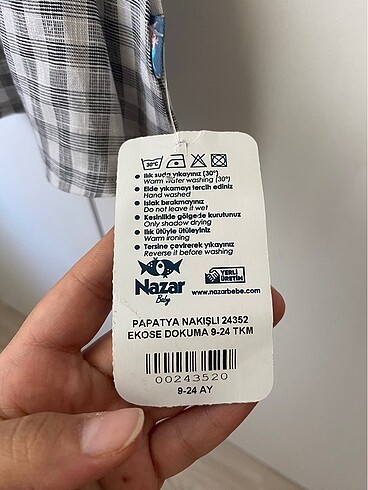 30°C
• Ilık suda yıkayınız (30°)
Warm water washing (30°)
• Elde yıkamayı tercih ediniz
Hand washed
• Islak bırakmayınız
Do not leave it wet
• Kesinlikle gölgede kurutunuz
Only shadow drying
• Ilık ütüyle ütüleyiniz
Warm ironing
• Tersine çevirerek yıkayınız
Reverse it before washing
Nazar
Baby
YERLİ
ÜRETİM
www.nazarbebe.com
PAPATYA NAKIŞLI 24352
EKOSE DOKUMA 9-24 TKM
00243520
9-24 AY